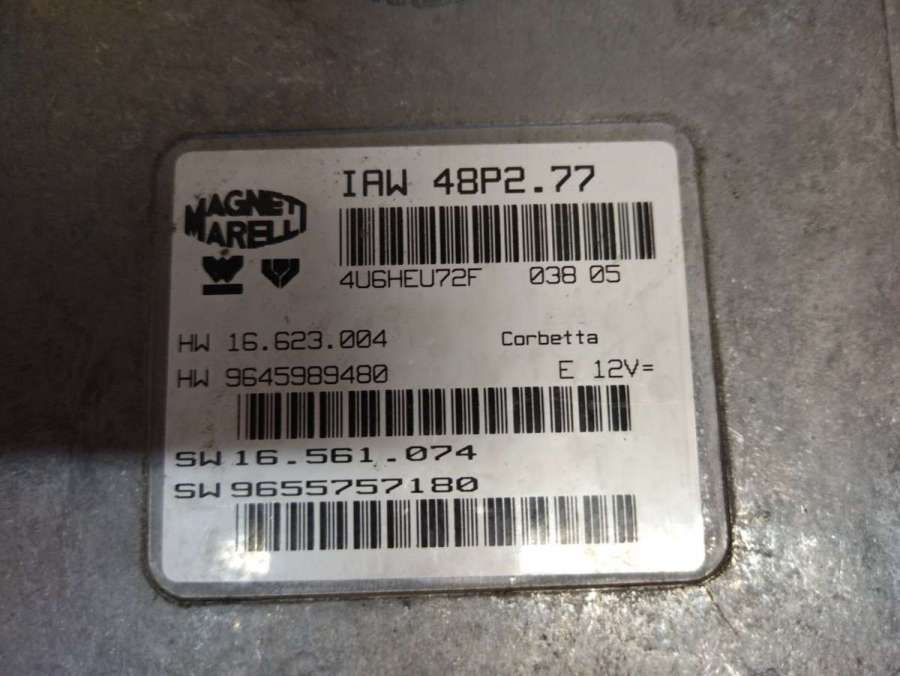 IAW 48P2.77
MAGNETI
MARELLI
4U6HEU72F 038 05
HW 16.623.004 Corbetta
HW 9645989480 E 12V=
SW 16.561.074
SW 9655757180